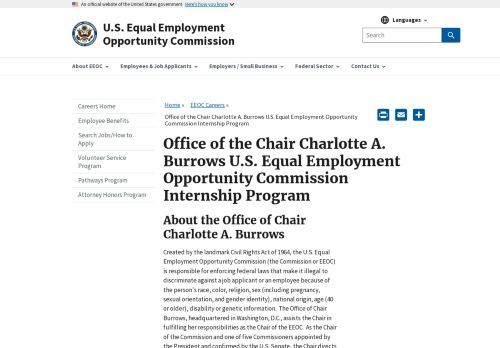 An official website of the United States government Here's how you know
U.S. Equal Employment
Opportunity Commission
Languages
Search
About EEOC
Employees & Job Applicants
Employers / Small Business
Federal Sector
Contact Us
Careers Home
Employee Benefits
Search Jobs/How to
Apply
Volunteer Service
Program
Pathways Program
Attorney Honors Program
Home » EEOC Careers »
Office of the Chair Charlotte A. Burrows U.S. Equal Employment Opportunity
Commission Internship Program
Office of the Chair Charlotte A.
Burrows U.S. Equal Employment
Opportunity Commission
Internship Program
About the Office of Chair
Charlotte A. Burrows
Created by the landmark Civil Rights Act of 1964, the U.S. Equal
Employment Opportunity Commission (the Commission or EEOC)
is responsible for enforcing federal laws that make it illegal to
discriminate against a job applicant or an employee because of
the person's race, color, religion, sex (including pregnancy,
sexual orientation, and gender identity), national origin, age (40
or older), disability or genetic information. The Office of Chair
Burrows, headquartered in Washington, D.C., assists the Chair in
fulfilling her responsibilities as the Chair of the EEOC. As the Chair
of the Commission and one of five Commissioners appointed by
the President and confirmed by the U.S. Senate, the Chair directs